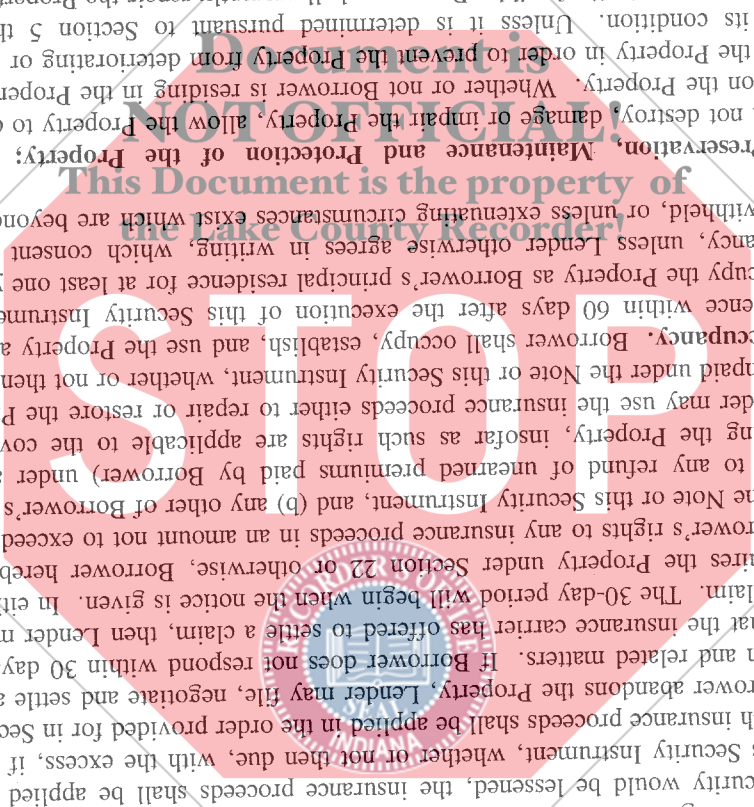 curity would be lessened, the insurance proceeds shall be applied
s Security Instrument, whether or not then due, with the excess, if
h insurance proceeds shall be applied in the order provided for in Sec
rower abandons the Property, Lender may file, negotiate and settle a
n and related matters. If Borrower does not respond within 30 day
hat the insurance carrier has offered to settle a claim, then Lender m
laim. The 30-day period will begin when the notice is given. In eit
uires the Property under Section 22 or otherwise, Borrower hereb
rower's rights to any insurance proceeds in an amount not to exceed
he Note or this Security Instrument, and (b) any other of Borrower's
to any refund of unearned premiums paid by Borrower) under a
ng the Property, insofar as such rights are applicable to the cov
der may use the insurance proceeds either to repair or restore the P
npaid under the Note or this Security Instrument, whether or not then
ccupancy. Borrower shall occupy, establish, and use the Property a
ence within 60 days after the execution of this Security Instrume
cupy the Property as Borrower's principal residence for at least one y
ancy, unless Lender otherwise agrees in writing, which consent
withheld, or unless extenuating circumstances exist which are beyond
Preservation, Maintenance and Protection of the Property;
not destroy, damage or impair the Property, allow the Property to d
on the Property. Whether or not Borrower is residing in the Proper
the Property in order to prevent the Property from deteriorating or
its condition. Unless it is determined pursuant to Section 5 th
Document is
NOT OFFICIAL!
This Document is the property of
the Lake County Recorder!
STOP
RECORDER'S OF
SEAL
INDIANA